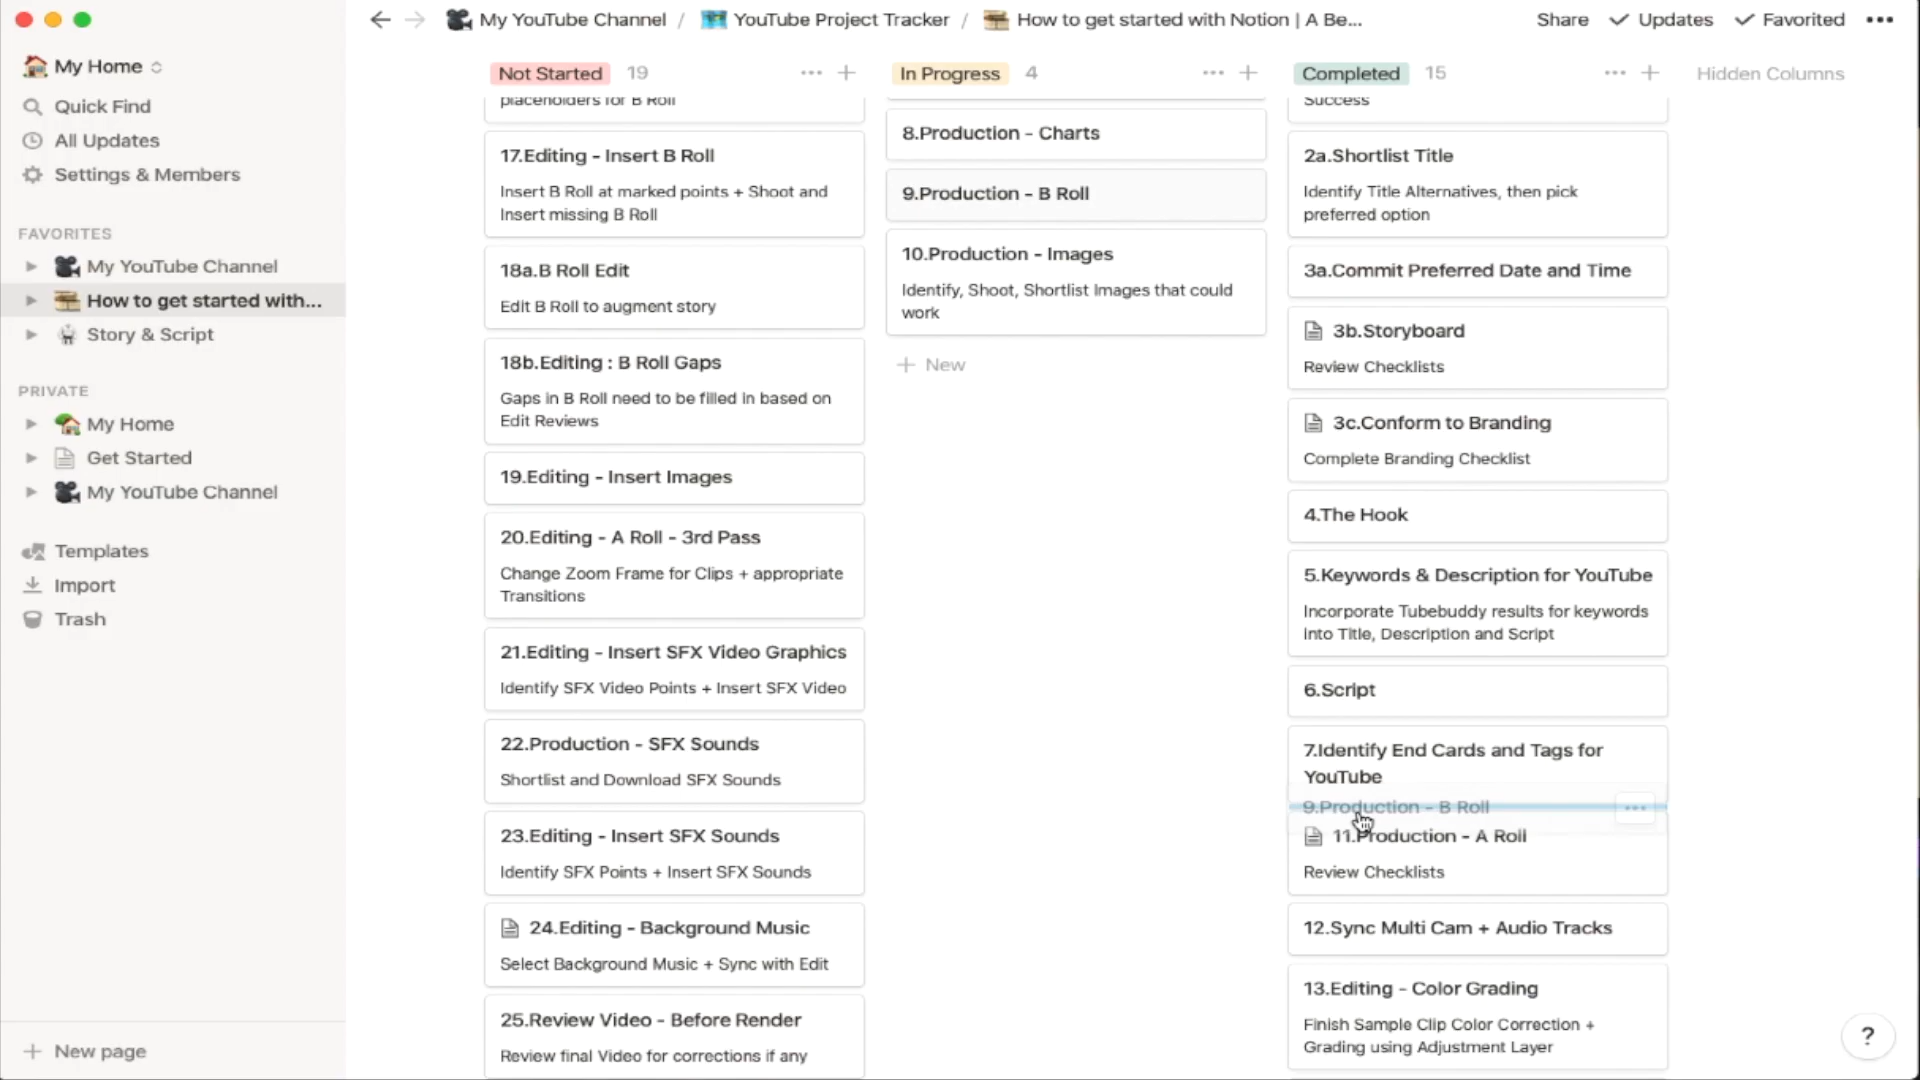 My YouTube Channel / YouTube Project Tracker / How to get started with Notion | A Be...
Share Updates Favorited
My Home
Quick Find
All Updates
Settings & Members
FAVORITES
My YouTube Channel
How to get started with...
Story & Script
PRIVATE
My Home
Get Started
My YouTube Channel
Templates
Import
Trash
New page
Not Started 19
placeholders for B Roll
17.Editing - Insert B Roll
Insert B Roll at marked points + Shoot and
Insert missing B Roll
18a.B Roll Edit
Edit B Roll to augment story
18b.Editing : B Roll Gaps
Gaps in B Roll need to be filled in based on
Edit Reviews
19.Editing - Insert Images
20.Editing - A Roll - 3rd Pass
Change Zoom Frame for Clips + appropriate
Transitions
21.Editing - Insert SFX Video Graphics
Identify SFX Video Points + Insert SFX Video
22.Production - SFX Sounds
Shortlist and Download SFX Sounds
23.Editing - Insert SFX Sounds
Identify SFX Points + Insert SFX Sounds
24.Editing - Background Music
Select Background Music + Sync with Edit
25.Review Video - Before Render
Review final Video for corrections if any
In Progress 4
8.Production - Charts
9.Production - B Roll
10.Production - Images
Identify, Shoot, Shortlist Images that could
work
+ New
Completed 15
Success
2a.Shortlist Title
Identify Title Alternatives, then pick
preferred option
3a.Commit Preferred Date and Time
3b.Storyboard
Review Checklists
3c.Conform to Branding
Complete Branding Checklist
4.The Hook
5.Keywords & Description for YouTube
Incorporate Tubebuddy results for keywords
into Title, Description and Script
6.Script
7.Identify End Cards and Tags for
YouTube
9.Production - B Roll
11.Production - A Roll
Review Checklists
12.Sync Multi Cam + Audio Tracks
13.Editing - Color Grading
Finish Sample Clip Color Correction +
Grading using Adjustment Layer
Hidden Columns
?